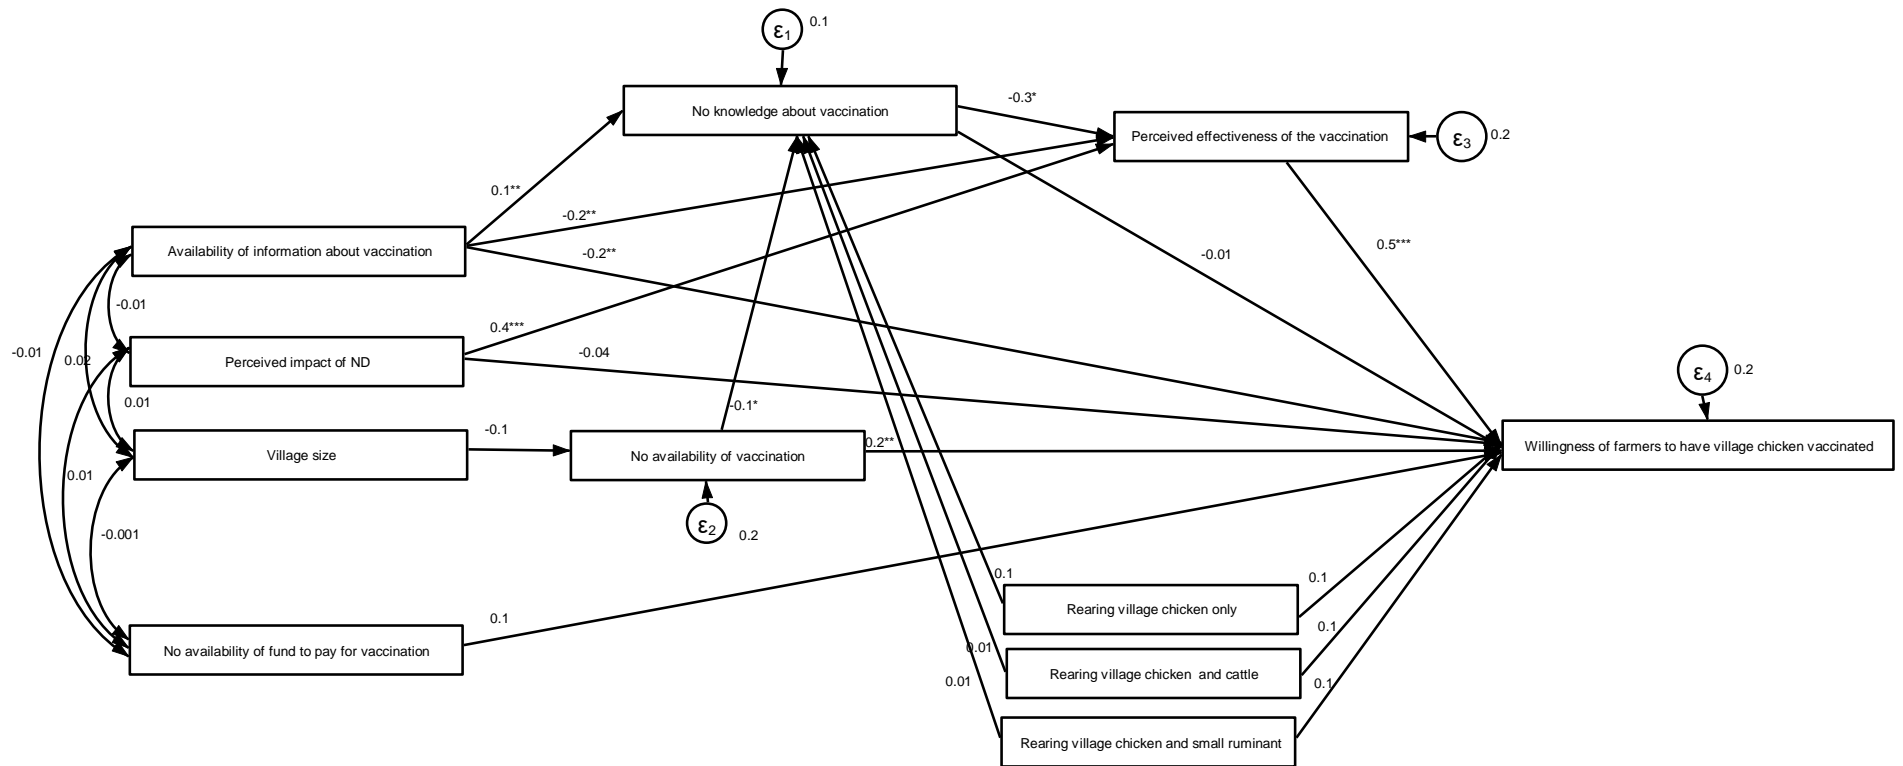 ε1
0.1
No knowledge about vaccination
-0.3*
Perceived effectiveness of the vaccination
ε3
0.2
0.1**
-0.2**
-0.2**
-0.01
0.5***
Availability of information about vaccination
-0.01
0.4***
-0.04
-0.01
0.02
Perceived impact of ND
ε4
0.2
0.01
-0.1*
-0.1
0.2**
Village size
No availability of vaccination
Willingness of farmers to have village chicken vaccinated
0.01
-0.001
ε2
0.2
0.1
0.1
0.1
Rearing village chicken only
0.1
0.01
No availability of fund to pay for vaccination
Rearing village chicken and cattle
0.01
0.1
Rearing village chicken and small ruminant